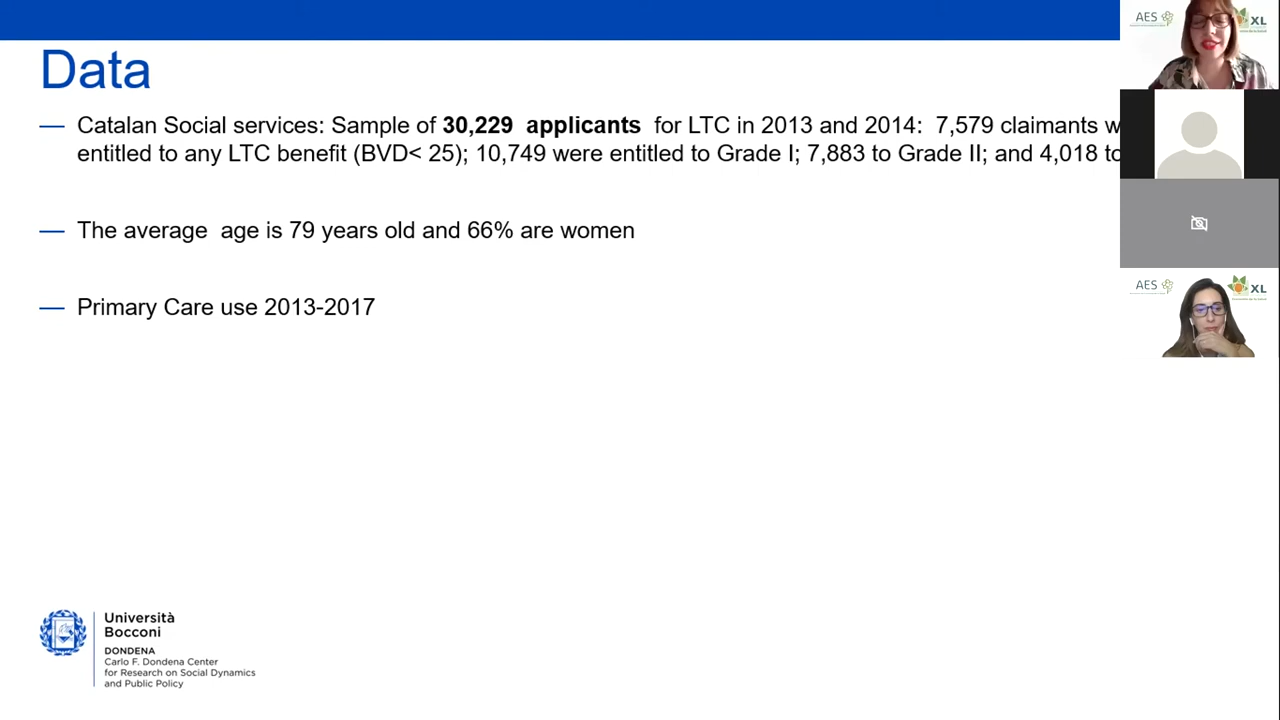 Data
— Catalan Social services: Sample of 30,229 applicants for LTC in 2013 and 2014: 7,579 claimants
entitled to any LTC benefit (BVD< 25); 10,749 were entitled to Grade I; 7,883 to Grade II; and 4,018 to
— The average age is 79 years old and 66% are women
— Primary Care use 2013-2017
AES XL
AES XL
Università
Bocconi
DONDENA
Carlo F. Dondena Center
for Research on Social Dynamics
and Public Policy